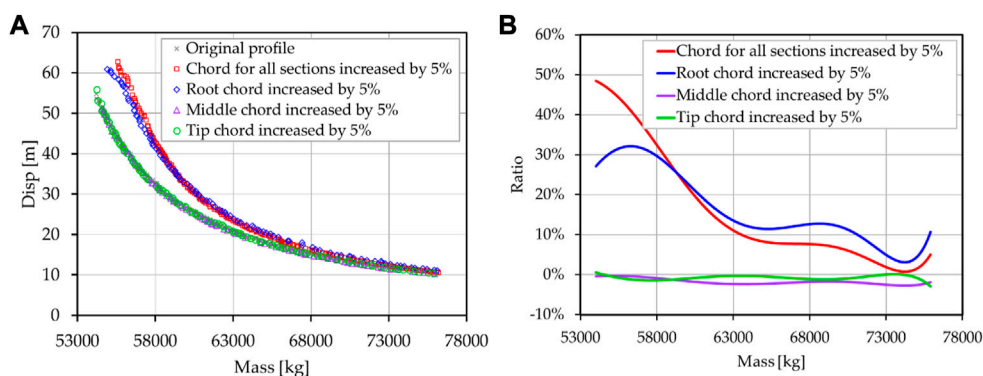 A
70
60
50
40
30
20
10
0
Disp [m]
Original profile
Chord for all sections increased by 5%
Root chord increased by 5%
Middle chord increased by 5%
Tip chord increased by 5%
53000 58000 63000 68000 73000 78000
Mass [kg]
B
60%
50%
40%
30%
20%
10%
0%
-10%
Ratio
Chord for all sections increased by 5%
Root chord increased by 5%
Middle chord increased by 5%
Tip chord increased by 5%
53000 58000 63000 68000 73000 78000
Mass [kg]